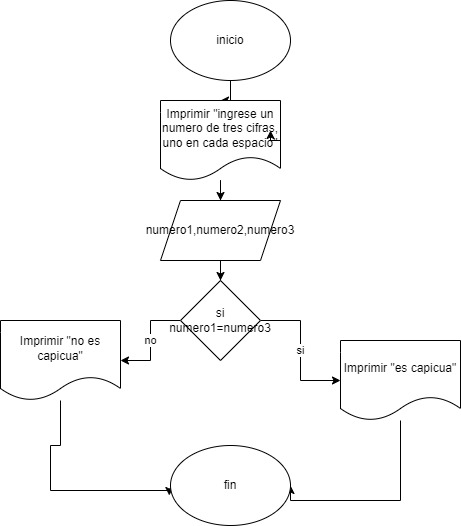 inicio
Imprimir "ingrese un
numero de tres cifras,
uno en cada espacio"
numero1,numero2,numero3
si
numero1=numero3
no
si
Imprimir "no es
capicua"
Imprimir "es capicua"
fin